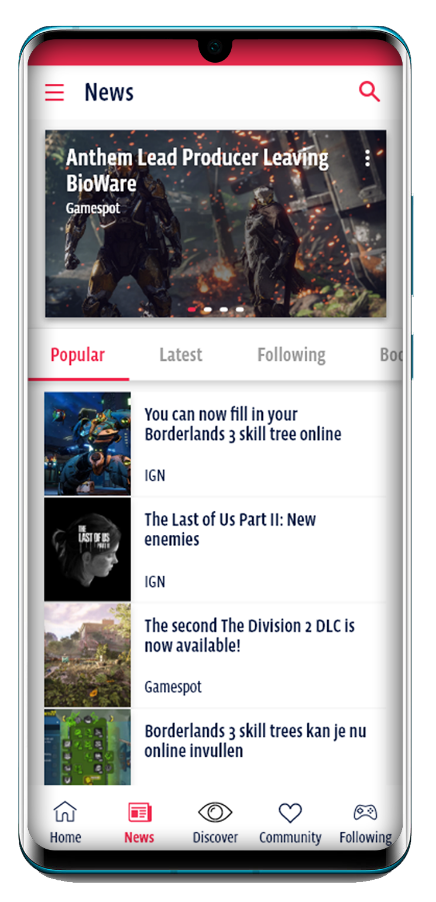 News
Anthem Lead Producer Leaving
BioWare
Gamespot
Popular
Latest
Following
Boo
You can now fill in your
Borderlands 3 skill tree online
IGN
THE
LAST OF US
PART II
The Last of Us Part II: New
enemies
IGN
The second The Division 2 DLC is
now available!
Gamespot
Borderlands 3 skill trees kan je nu
online invullen
Home
News
Discover
Community
Following